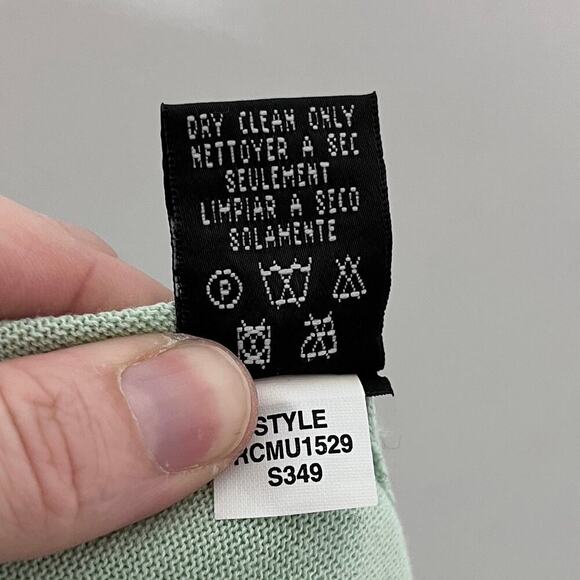 DRY CLEAN ONLY
NETTOYER A SEC
SEULEMENT
LIMPIAR A SECO
SOLAMENTE
P
STYLE
RCMU1529
S349